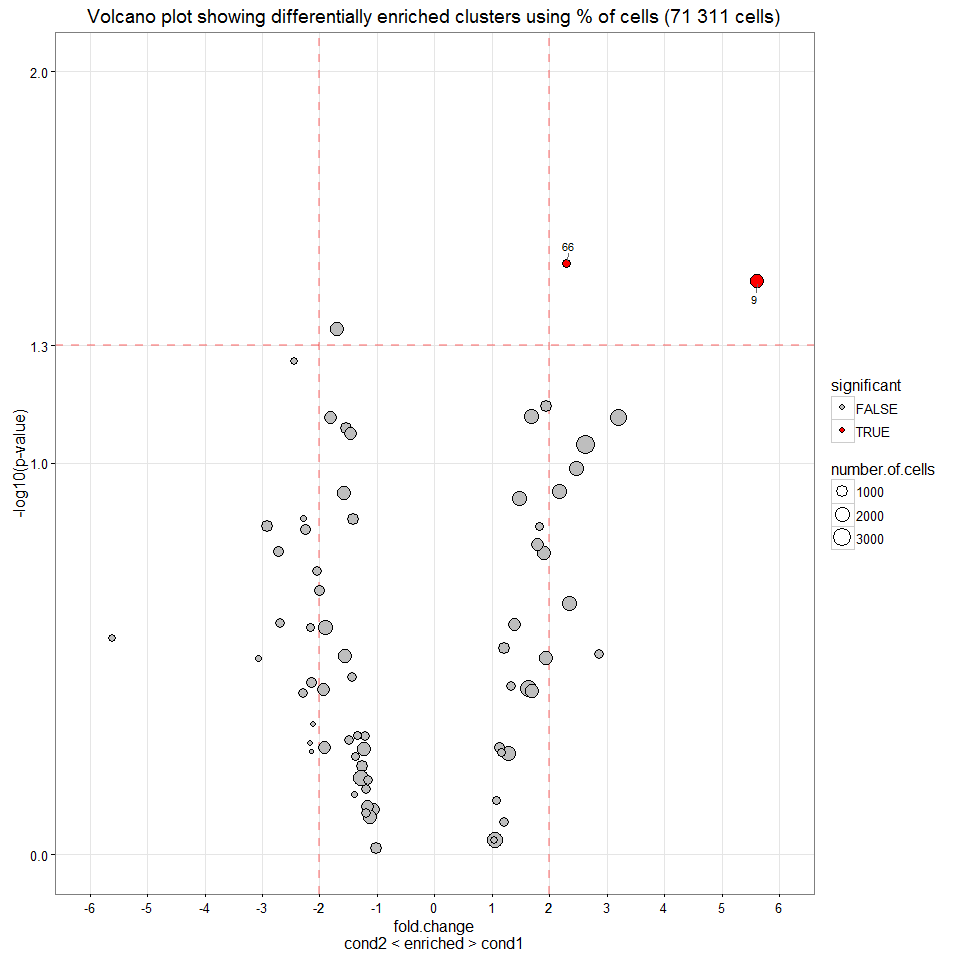 Volcano plot showing differentially enriched clusters using % of cells (71 311 cells)
2.0
1.3
1.0
0.0
-log10(p-value)
66
9
-6 -5 -4 -3 -2 -1 0 1 2 3 4 5 6
fold.change
cond2 < enriched > cond1
significant
FALSE
TRUE
number.of.cells
1000
2000
3000